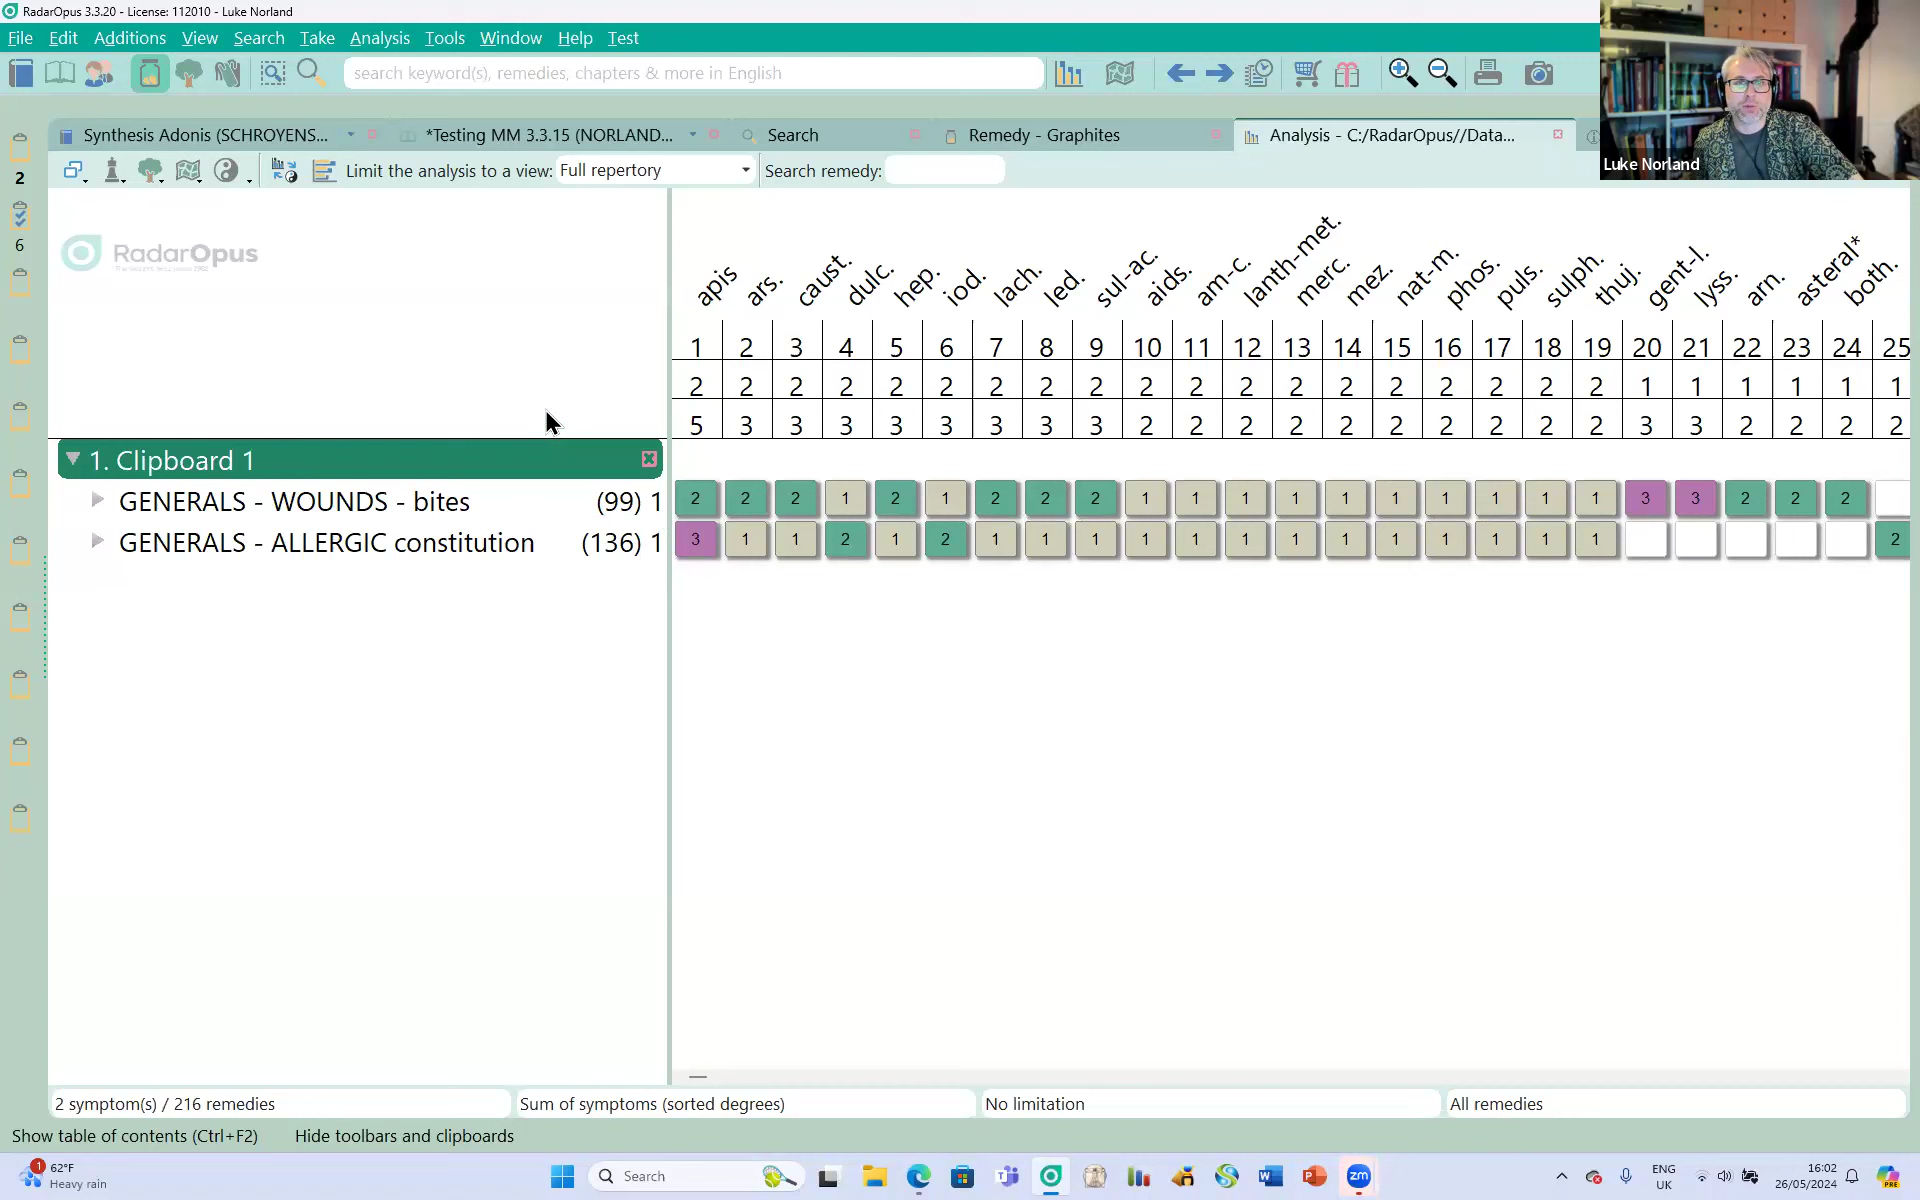 RadarOpus 3.3.20 - License: 112010 - Luke Norland
File Edit View Additions View Search Take Analysis Tools Window Help Test
search keyword(s), remedies, chapters & more in English
Luke Norland
Synthesis Adonis (SCHROYENS... *Testing MM 3.3.15 (NORLAND... Search Remedy - Graphites Analysis - C:/RadarOpus//Data...
Limit the analysis to a view: Full repertory Search remedy:
2
6
RadarOpus
apis ars. caust. dulc. hep. iod. lach. led. sul-ac. aids. am-c. lanth-met. merc. mez. nat-m. phos. puls. sulph. thuj. gent-l. lyss. arn. asteral* both.
1 2 3 4 5 6 7 8 9 10 11 12 13 14 15 16 17 18 19 20 21 22 23 24 25
2 2 2 2 2 2 2 2 2 2 2 2 2 2 2 2 2 2 2 1 1 1 1 1 1
5 3 3 3 3 3 3 3 3 2 2 2 2 2 2 2 2 2 2 3 3 2 2 2 2
1. Clipboard 1
GENERALS - WOUNDS - bites (99) 1 2 2 2 1 2 1 2 2 2 1 1 1 1 1 1 1 1 1 1 3 3 2 2 2
GENERALS - ALLERGIC constitution (136) 1 3 1 1 2 1 2 1 1 1 1 1 1 1 1 1 1 1 1 1 2
2 symptom(s) / 216 remedies Sum of symptoms (sorted degrees) No limitation All remedies
Show table of contents (Ctrl+F2) Hide toolbars and clipboards
1 62°F
Heavy rain
Search
ENG
UK
16:02
26/05/2024
zm
PRE